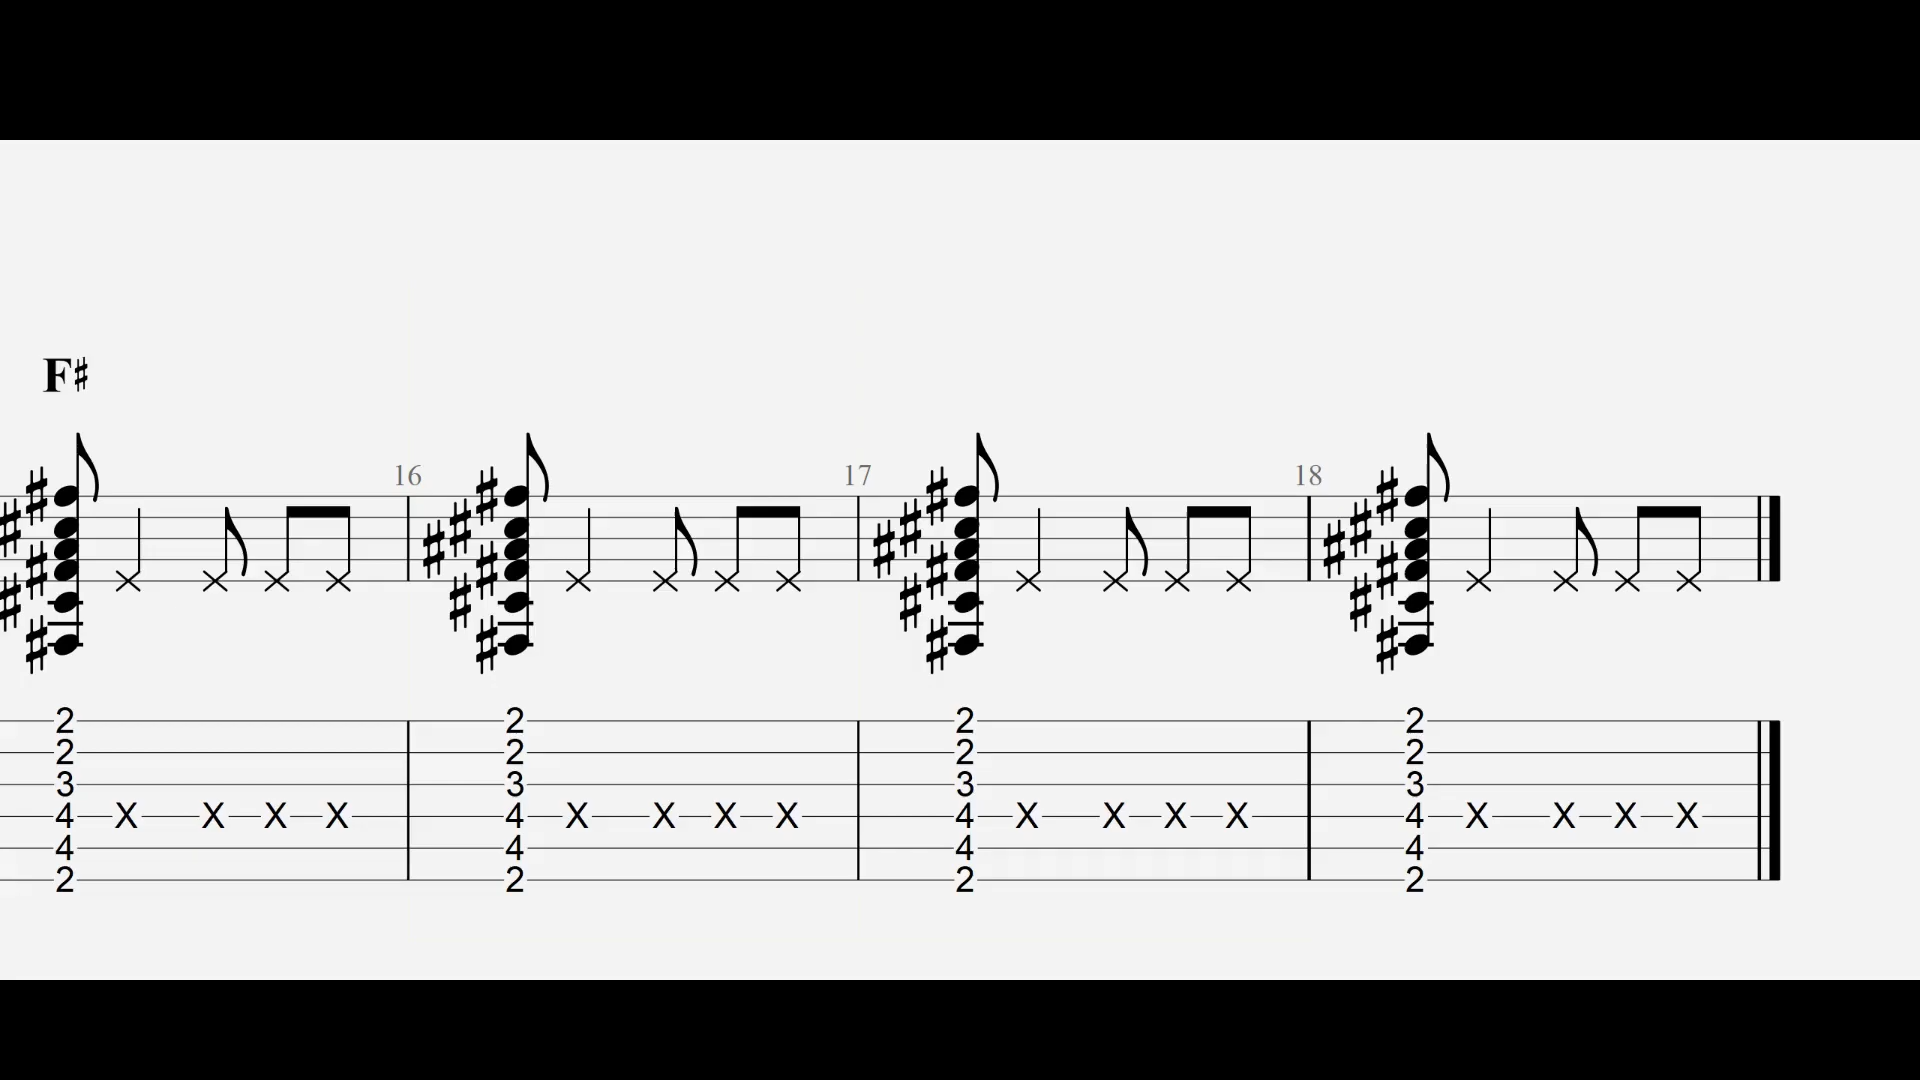 F♯
16 17 18
2 2 2 2
2 2 2 2
3 3 3 3
4 X X X X 4 X X X X 4 X X X X 4 X X X X
4 4 4 4
2 2 2 2